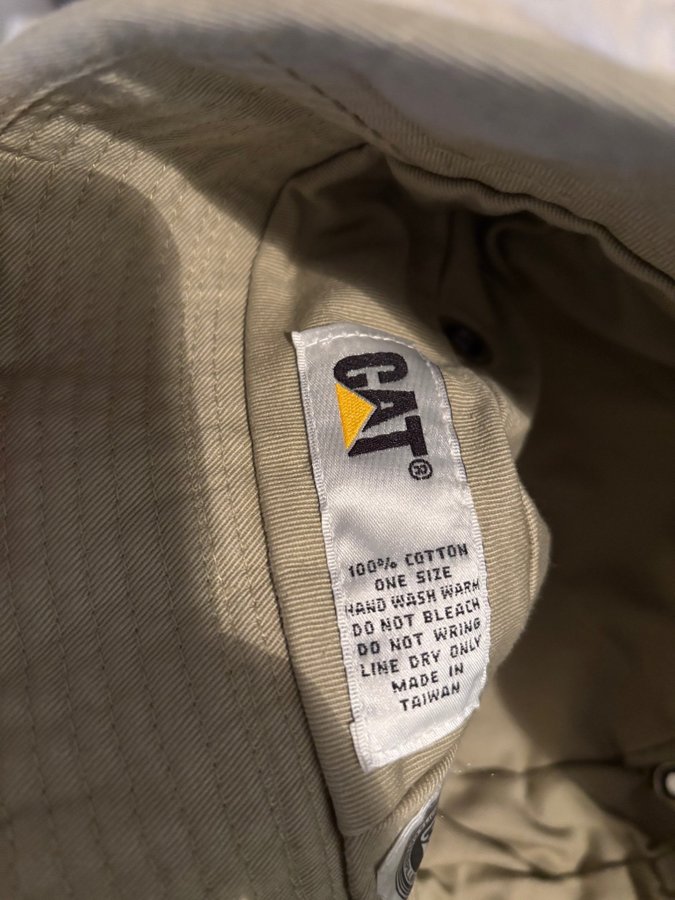 CAT®
100% COTTON
ONE SIZE
HAND WASH WARM
DO NOT BLEACH
DO NOT WRING
LINE DRY ONLY
MADE IN
TAIWAN